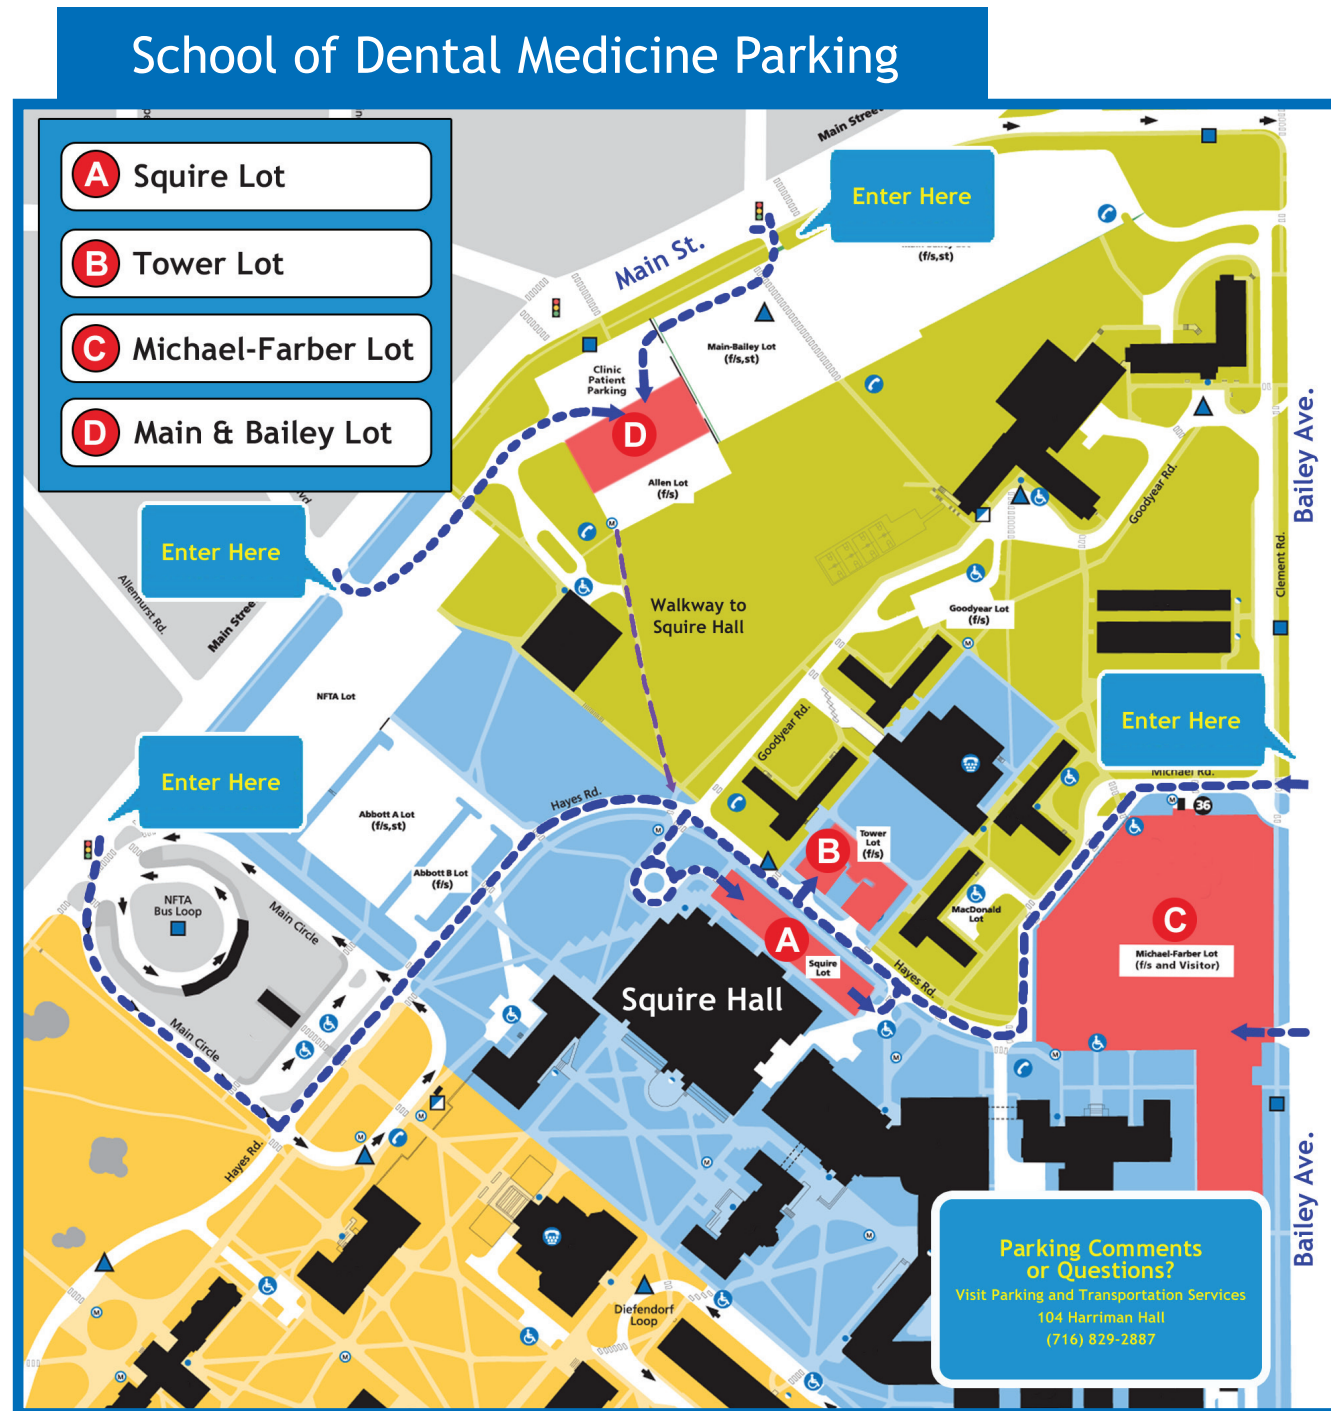 School of Dental Medicine Parking
A Squire Lot
B Tower Lot
C Michael-Farber Lot
D Main & Bailey Lot
Main Street
Enter Here
(f/s,st)
Main St.
Main-Bailey Lot
(f/s,st)
Clinic
Patient
Parking
D
Allen Lot
(f/s)
M
Bailey Ave.
Goodyear Rd.
Clement Rd.
Enter Here
Allenhurst Rd.
Main Stree
Walkway to
Squire Hall
Goodyear Lot
(f/s)
M
NFTA Lot
Goodyear Rd.
Enter Here
Michael Rd.
M
36
Enter Here
Hayes Rd.
Abbott A Lot
(f/s,st)
M
Tower
Lot
(f/s)
B
Abbott B Lot
(f/s)
NFTA
Bus Loop
Main Circle
MacDonald
Lot
C
A
Michael-Farber Lot
(f/s and Visitor)
Squire
Lot
Hayes Rd.
Squire Hall
Main Circle
M
M
M
M
Hayes Rd.
M
M
Bailey Ave.
Parking Comments
or Questions?
Visit Parking and Transportation Services
104 Harriman Hall
(716) 829-2887
Diefendorf
Loop
M
M
M